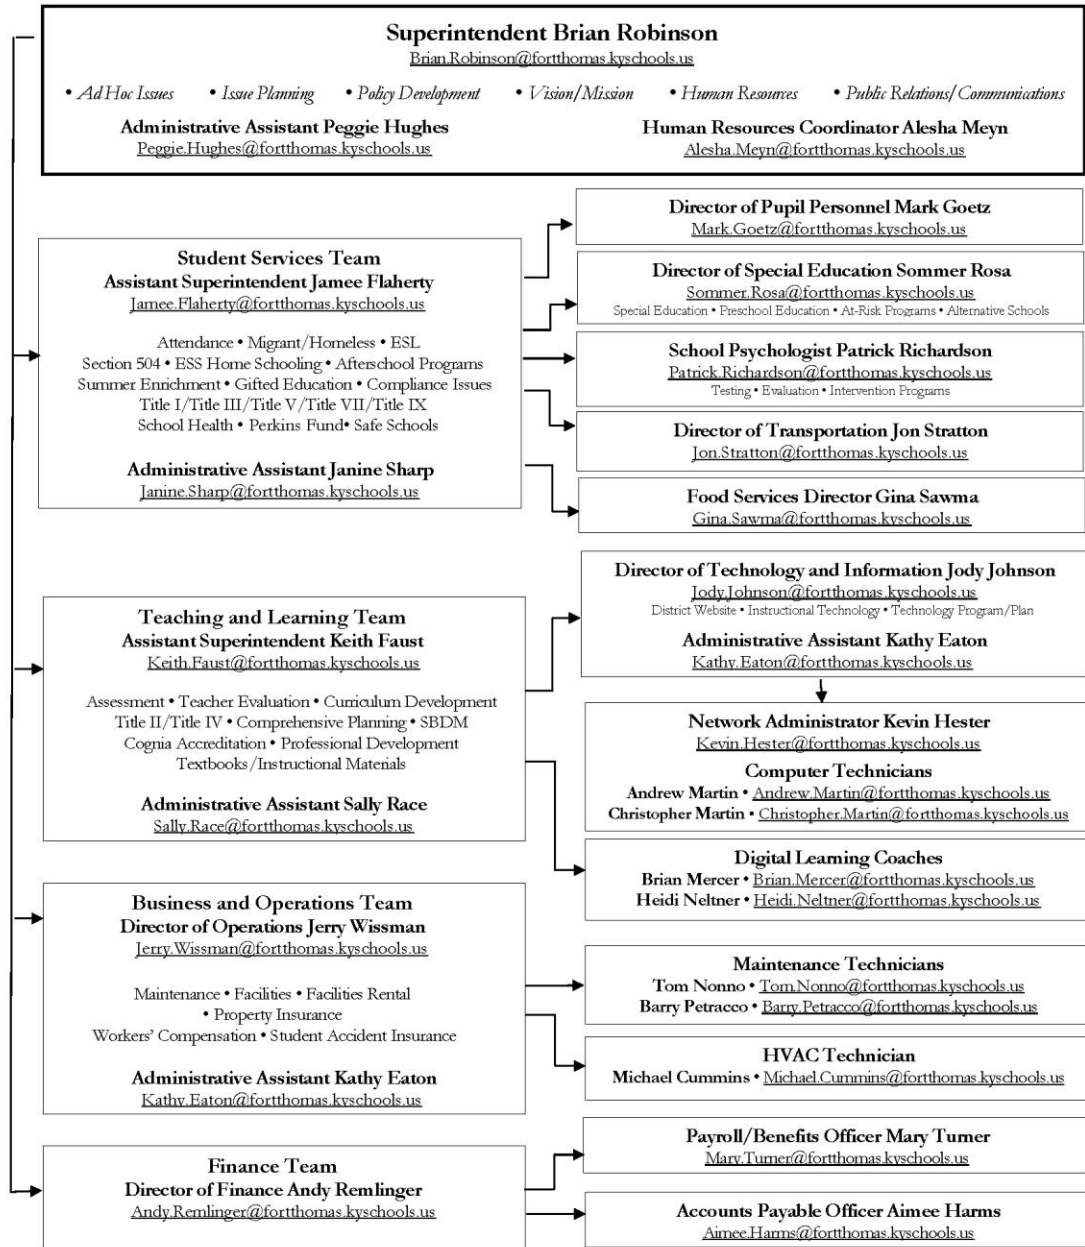 Superintendent Brian Robinson
Brian.Robinson@fortthomas.kyschools.us
• Ad Hoc Issues • Issue Planning • Policy Development • Vision/Mission • Human Resources • Public Relations/Communications
Administrative Assistant Peggie Hughes
Peggie.Hughes@fortthomas.kyschools.us
Human Resources Coordinator Alesha Meyn
Alesha.Meyn@fortthomas.kyschools.us
Student Services Team
Assistant Superintendent Jamee Flaherty
Jamee.Flaherty@fortthomas.kyschools.us
Attendance • Migrant/Homeless • ESL
Section 504 • ESS Home Schooling • Afterschool Programs
Summer Enrichment • Gifted Education • Compliance Issues
Title I/Title III/Title V/Title VII/Title IX
School Health • Perkins Fund• Safe Schools
Administrative Assistant Janine Sharp
Janine.Sharp@fortthomas.kyschools.us
Director of Pupil Personnel Mark Goetz
Mark.Goetz@fortthomas.kyschools.us
Director of Special Education Sommer Rosa
Sommer.Rosa@fortthomas.kyschools.us
Special Education • Preschool Education • At-Risk Programs • Alternative Schools
School Psychologist Patrick Richardson
Patrick.Richardson@fortthomas.kyschools.us
Testing • Evaluation • Intervention Programs
Director of Transportation Jon Stratton
Jon.Stratton@fortthomas.kyschools.us
Food Services Director Gina Sawma
Gina.Sawma@fortthomas.kyschools.us
Teaching and Learning Team
Assistant Superintendent Keith Faust
Keith.Faust@fortthomas.kyschools.us
Assessment • Teacher Evaluation • Curriculum Development
Title II/Title IV • Comprehensive Planning • SBDM
Cognia Accreditation • Professional Development
Textbooks/Instructional Materials
Administrative Assistant Sally Race
Sally.Race@fortthomas.kyschools.us
Director of Technology and Information Jody Johnson
Jody.Johnson@fortthomas.kyschools.us
District Website • Instructional Technology • Technology Program/Plan
Administrative Assistant Kathy Eaton
Kathy.Eaton@fortthomas.kyschools.us
Network Administrator Kevin Hester
Kevin.Hester@fortthomas.kyschools.us
Computer Technicians
Andrew Martin • Andrew.Martin@fortthomas.kyschools.us
Christopher Martin • Christopher.Martin@fortthomas.kyschools.us
Digital Learning Coaches
Brian Mercer • Brian.Mercer@fortthomas.kyschools.us
Heidi Neltner • Heidi.Neltner@fortthomas.kyschools.us
Business and Operations Team
Director of Operations Jerry Wissman
Jerry.Wissman@fortthomas.kyschools.us
Maintenance • Facilities • Facilities Rental
• Property Insurance
Workers' Compensation • Student Accident Insurance
Administrative Assistant Kathy Eaton
Kathy.Eaton@fortthomas.kyschools.us
Maintenance Technicians
Tom Nonno • Tom.Nonno@fortthomas.kyschools.us
Barry Petracco • Barry.Petracco@fortthomas.kyschools.us
HVAC Technician
Michael Cummins • Michael.Cummins@fortthomas.kyschools.us
Finance Team
Director of Finance Andy Remlinger
Andy.Remlinger@fortthomas.kyschools.us
Payroll/Benefits Officer Mary Turner
Mary.Turner@fortthomas.kyschools.us
Accounts Payable Officer Aimee Harms
Aimee.Harms@fortthomas.kyschools.us